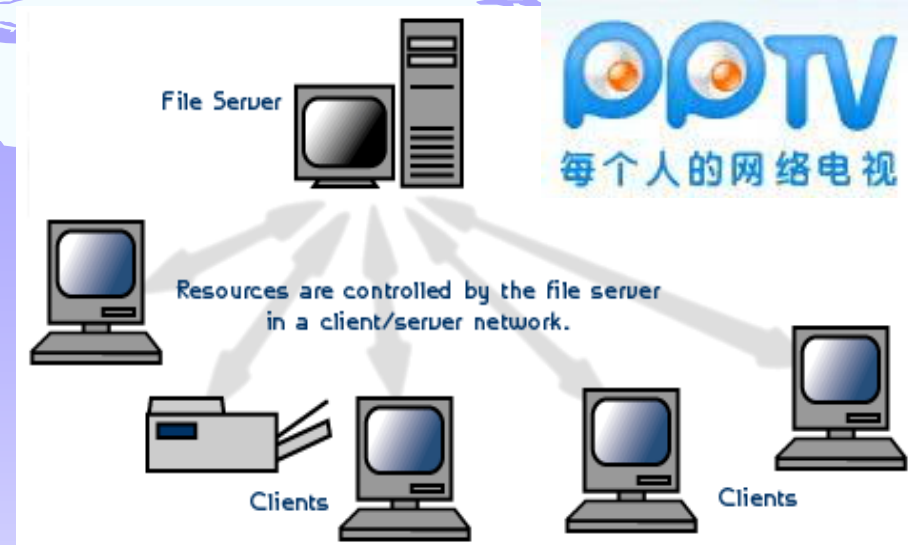 File Server
PPTV
每个人的网络电视
Resources are controlled by the file server
in a client/server network.
Clients
Clients